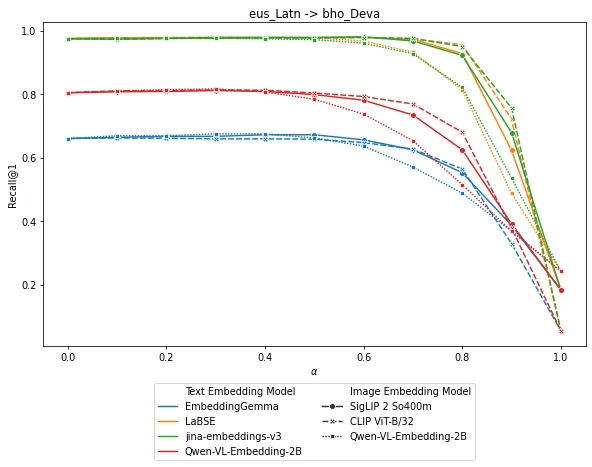 eus_Latn -> bho_Deva
Recall@1
1.0
0.8
0.6
0.4
0.2
0.0 0.2 0.4 0.6 0.8 1.0
α
Text Embedding Model Image Embedding Model
EmbeddingGemma SigLIP 2 So400m
LaBSE CLIP ViT-B/32
jina-embeddings-v3 Qwen-VL-Embedding-2B
Qwen-VL-Embedding-2B